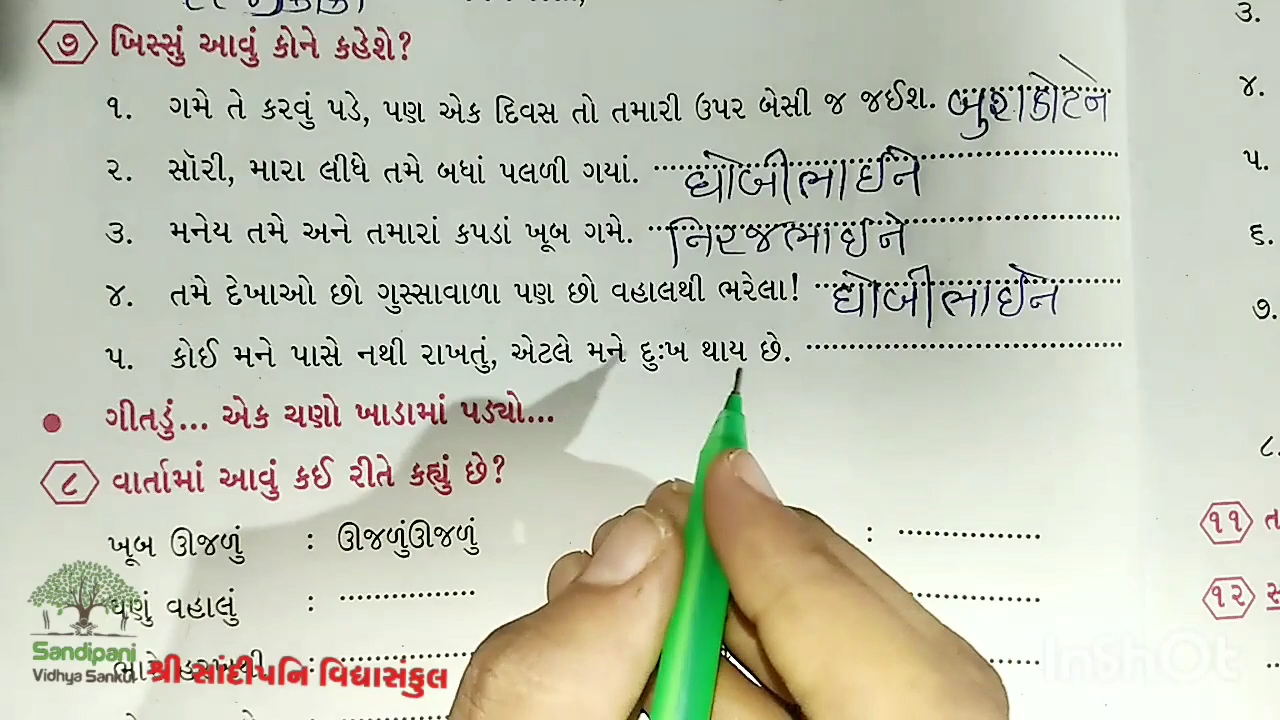 ૭ ખિસ્સું આવું કોને કહેશે?
૩.
૧. ગમે તે કરવું પડે, પણ એક દિવસ તો તમારી ઉપર બેસી જ જઈશ. બુશકોટને
૪.
૨. સૉરી, મારા લીધે તમે બધાં પલળી ગયાં. ધોબીભાઈને
૫.
૩. મનેય તમે અને તમારાં કપડાં ખૂબ ગમે. નિરજભાઈને
૬.
૪. તમે દેખાઓ છો ગુસ્સાવાળા પણ છો વહાલથી ભરેલા! ધોબીભાઈને
૭.
૫. કોઈ મને પાસે નથી રાખતું, એટલે મને દુઃખ થાય છે.
• ગીતડું... એક ચણો ખાડામાં પડ્યો...
૮ વાર્તામાં આવું કઈ રીતે કહ્યું છે?
૮.
૧૧ ત
ખૂબ ઊજળું : ઊજળુંઊજળું :
૧૨ સ
ઘણું વહાલું :
Sandipani
Vidhya Sankul
શ્રી સાંદીપનિ વિદ્યાસંકુલ
InShOt